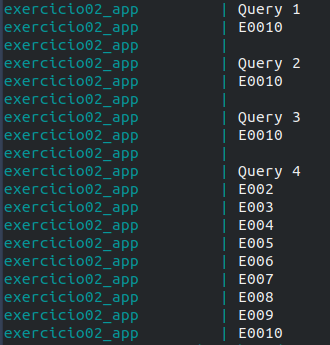 exercicio02_app | Query 1
exercicio02_app | E0010
exercicio02_app |
exercicio02_app | Query 2
exercicio02_app | E0010
exercicio02_app |
exercicio02_app | Query 3
exercicio02_app | E0010
exercicio02_app |
exercicio02_app | Query 4
exercicio02_app | E002
exercicio02_app | E003
exercicio02_app | E004
exercicio02_app | E005
exercicio02_app | E006
exercicio02_app | E007
exercicio02_app | E008
exercicio02_app | E009
exercicio02_app | E0010